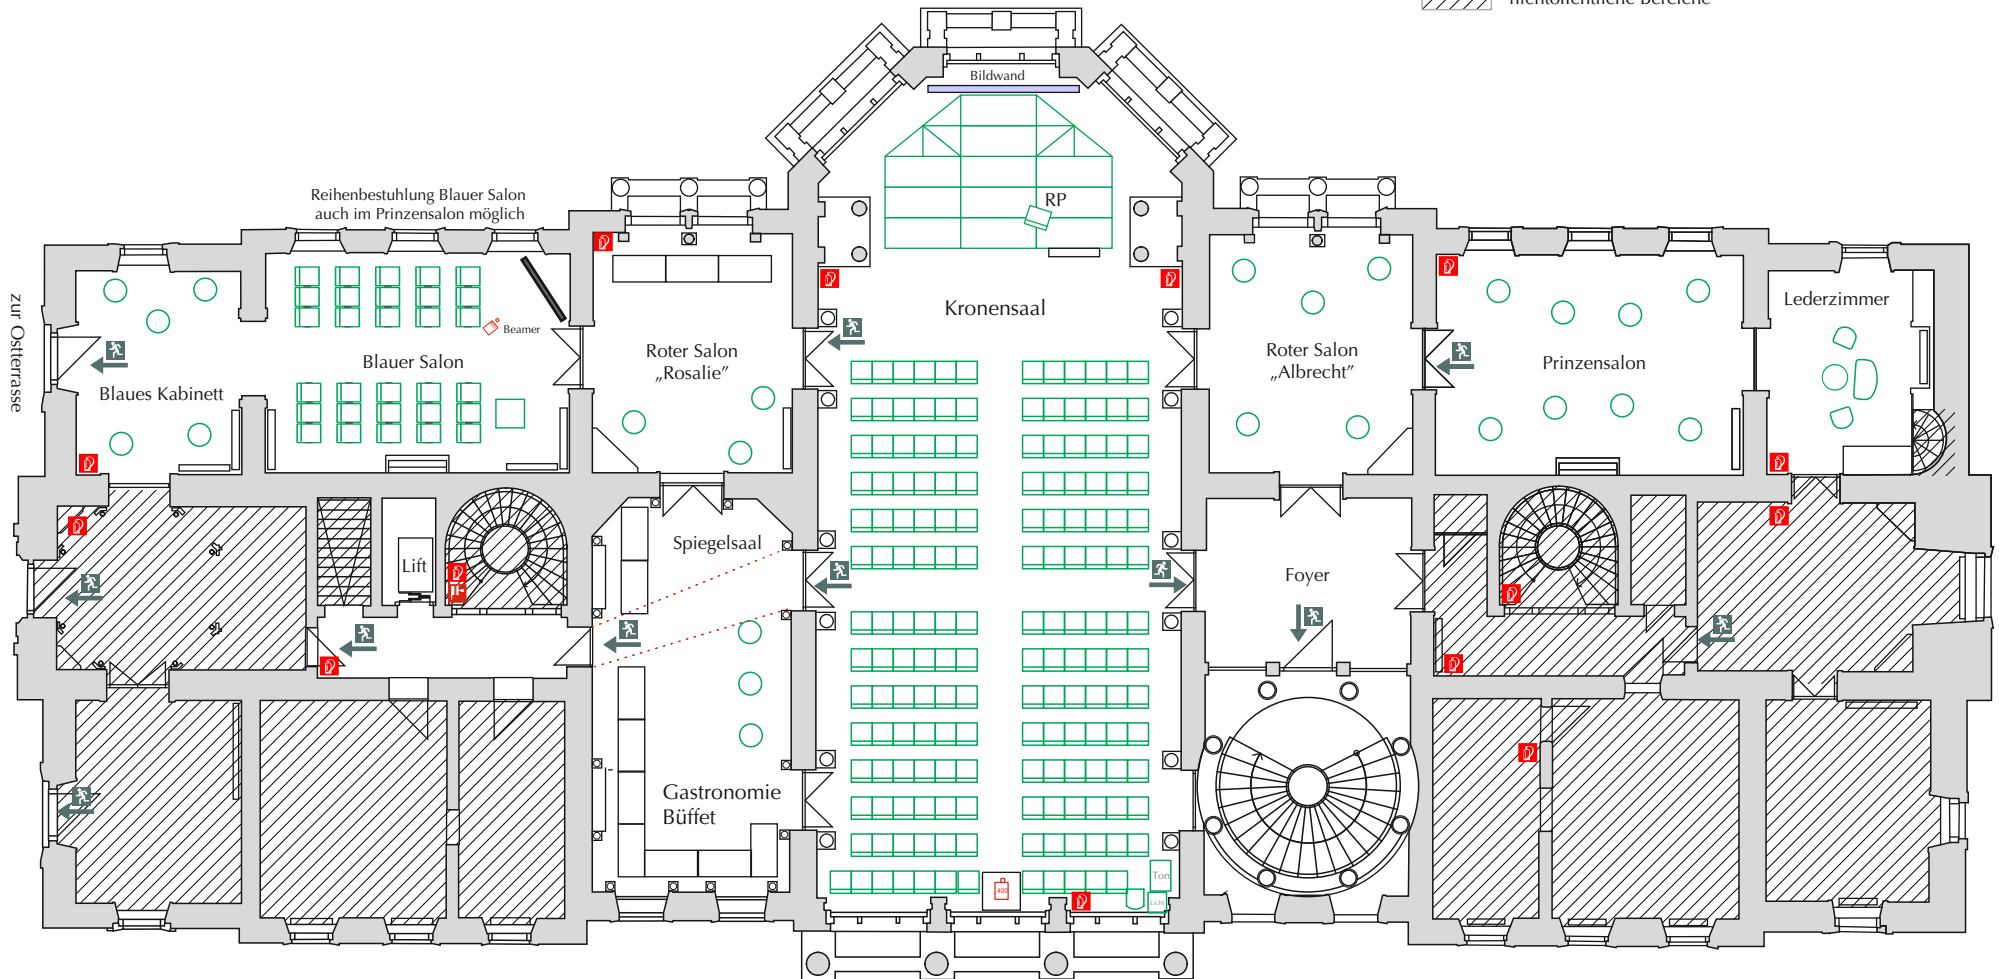 nichtöffentliche Bereiche
Bildwand
Reihenbestuhlung Blauer Salon
auch im Prinzensalon möglich
RP
zur Ostterrasse
Kronensaal
Lederzimmer
Beamer
Blauer Salon
Roter Salon
„Rosalie”
Roter Salon
„Albrecht”
Prinzensalon
Blaues Kabinett
Spiegelsaal
Lift
Foyer
Gastronomie
Büffet
Ton
400
Licht